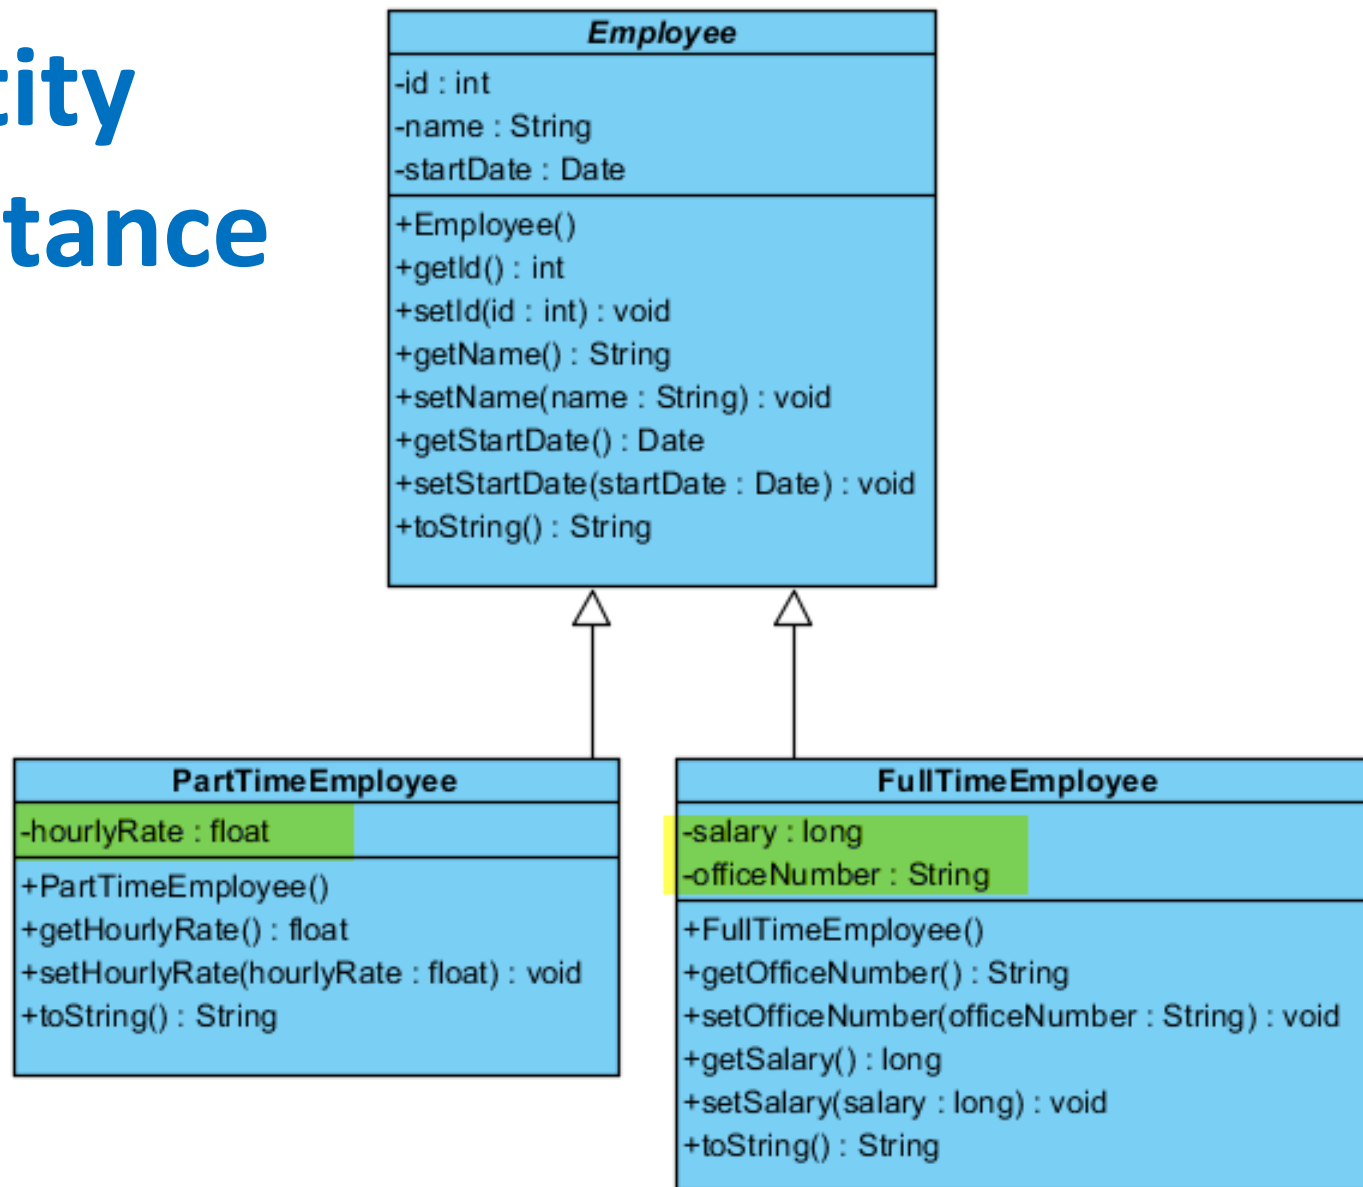 tity
tance
Employee
-id : int
-name : String
-startDate : Date
+Employee()
+getId() : int
+setId(id : int) : void
+getName() : String
+setName(name : String) : void
+getStartDate() : Date
+setStartDate(startDate : Date) : void
+toString() : String
PartTimeEmployee
-hourlyRate : float
+PartTimeEmployee()
+getHourlyRate() : float
+setHourlyRate(hourlyRate : float) : void
+toString() : String
FullTimeEmployee
-salary : long
-officeNumber : String
+FullTimeEmployee()
+getOfficeNumber() : String
+setOfficeNumber(officeNumber : String) : void
+getSalary() : long
+setSalary(salary : long) : void
+toString() : String